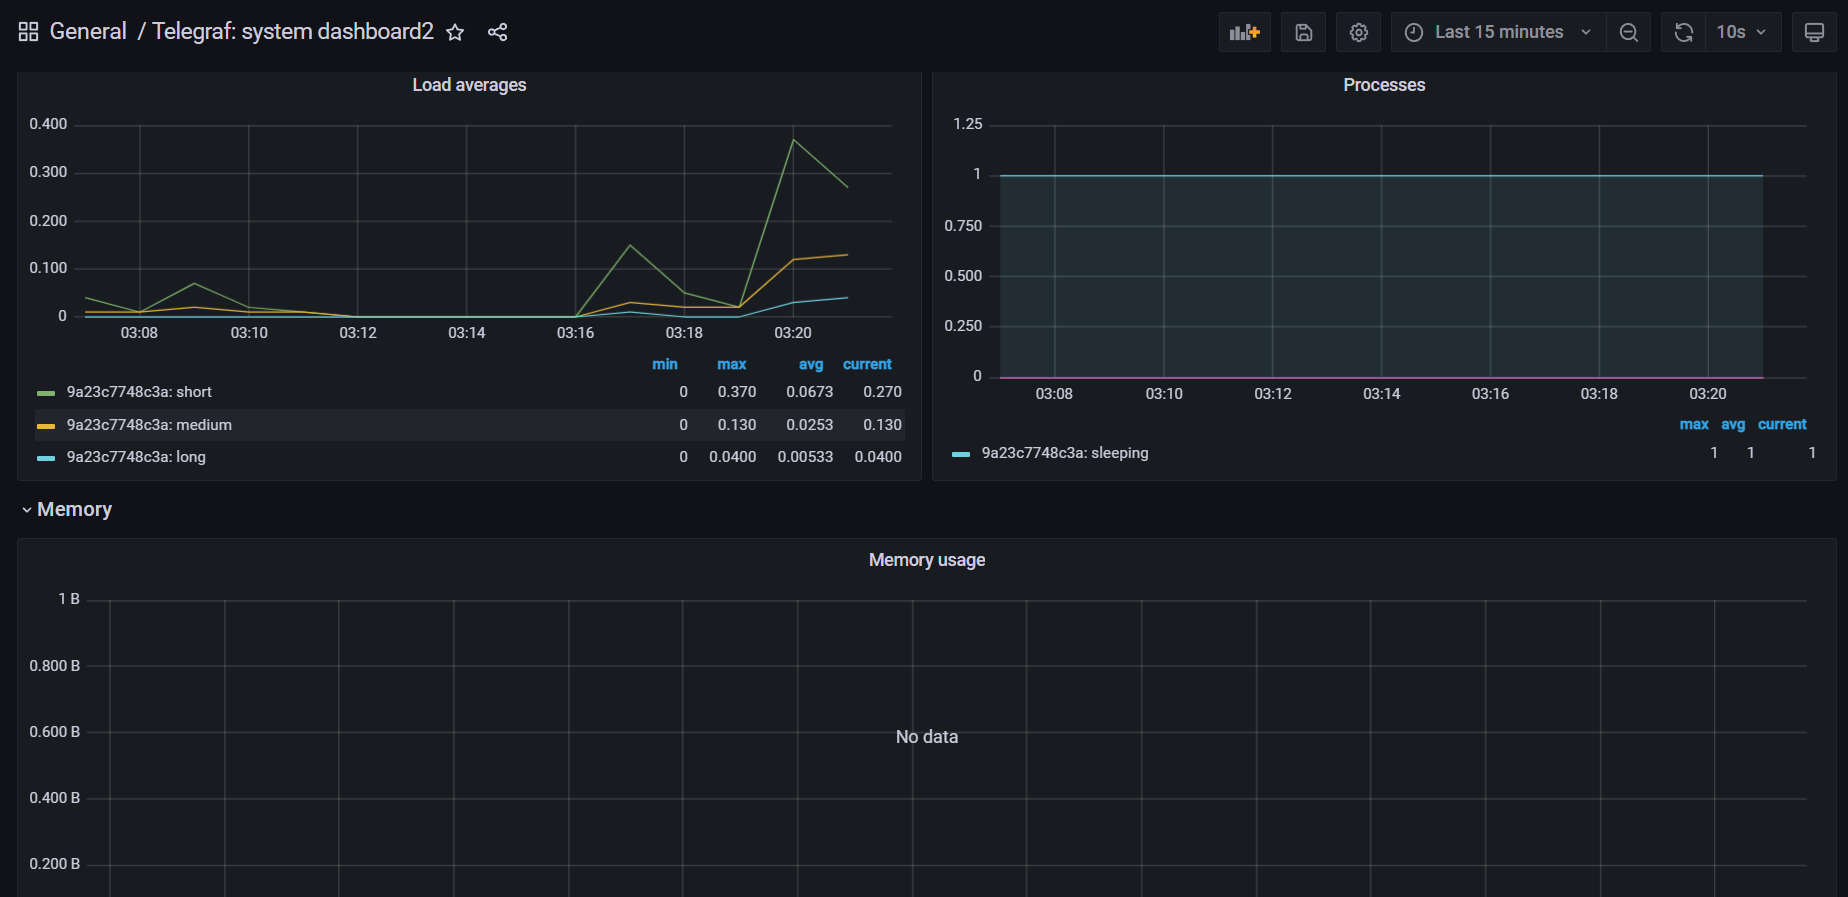 General / Telegraf: system dashboard2
Last 15 minutes
10s
Load averages
0.400
0.300
0.200
0.100
0
03:08 03:10 03:12 03:14 03:16 03:18 03:20
min max avg current
9a23c7748c3a: short 0 0.370 0.0673 0.270
9a23c7748c3a: medium 0 0.130 0.0253 0.130
9a23c7748c3a: long 0 0.0400 0.00533 0.0400
Processes
1.25
1
0.750
0.500
0.250
0
03:08 03:10 03:12 03:14 03:16 03:18 03:20
max avg current
9a23c7748c3a: sleeping 1 1 1
Memory
Memory usage
1 B
0.800 B
0.600 B
No data
0.400 B
0.200 B